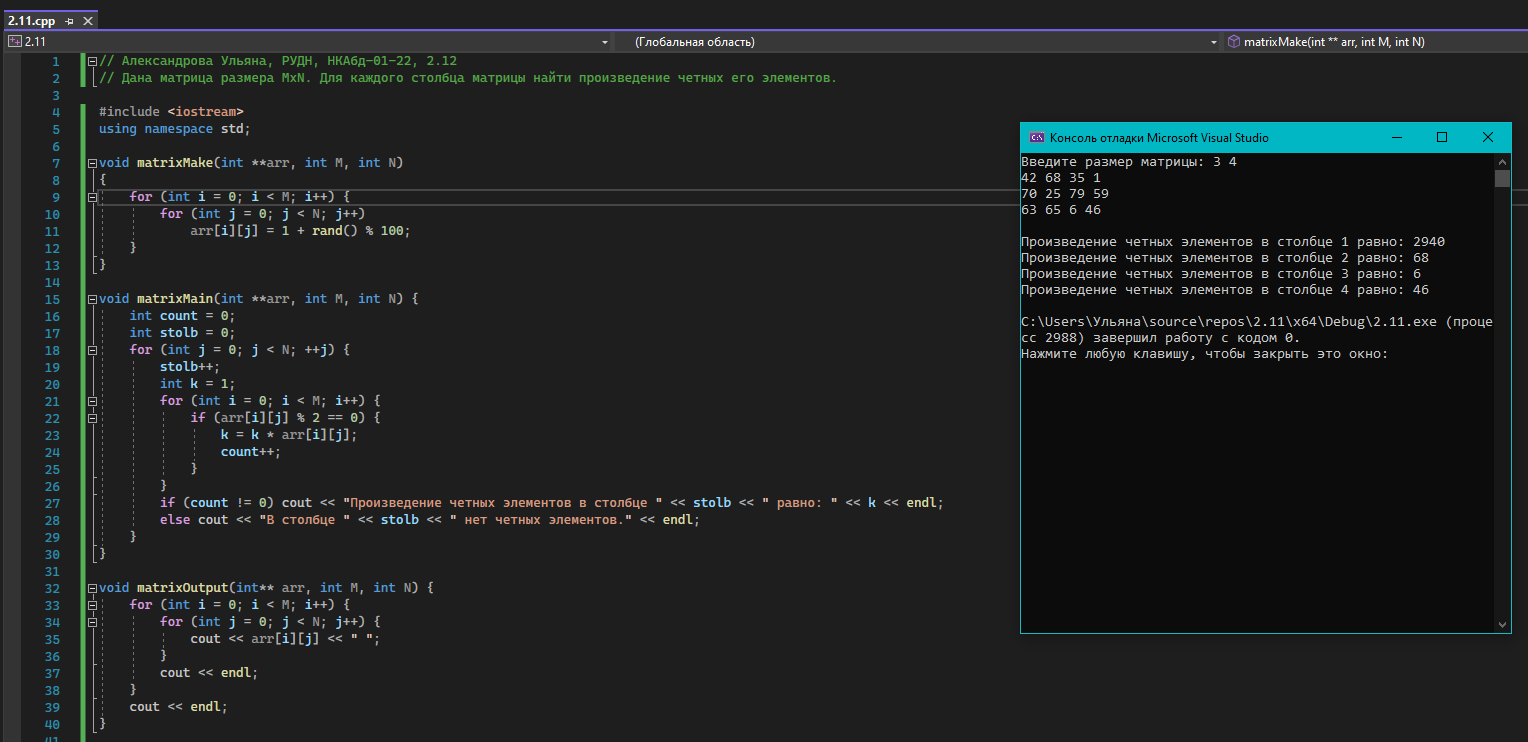 2.11.cpp
2.11 (Глобальная область) matrixMake(int ** arr, int M, int N)
1 // Александрова Ульяна, РУДН, НКАбд-01-22, 2.12
2 // Дана матрица размера MxN. Для каждого столбца матрицы найти произведение четных его элементов.
3
4 #include <iostream>
5 using namespace std;
6
7 void matrixMake(int **arr, int M, int N)
8 {
9 for (int i = 0; i < M; i++) {
10 for (int j = 0; j < N; j++)
11 arr[i][j] = 1 + rand() % 100;
12 }
13 }
14
15 void matrixMain(int **arr, int M, int N) {
16 int count = 0;
17 int stolb = 0;
18 for (int j = 0; j < N; ++j) {
19 stolb++;
20 int k = 1;
21 for (int i = 0; i < M; i++) {
22 if (arr[i][j] % 2 == 0) {
23 k = k * arr[i][j];
24 count++;
25 }
26 }
27 if (count != 0) cout << "Произведение четных элементов в столбце " << stolb << " равно: " << k << endl;
28 else cout << "В столбце " << stolb << " нет четных элементов." << endl;
29 }
30 }
31
32 void matrixOutput(int** arr, int M, int N) {
33 for (int i = 0; i < M; i++) {
34 for (int j = 0; j < N; j++) {
35 cout << arr[i][j] << " ";
36 }
37 cout << endl;
38 }
39 cout << endl;
40 }
41
Консоль отладки Microsoft Visual Studio
Введите размер матрицы: 3 4
42 68 35 1
70 25 79 59
63 65 6 46
Произведение четных элементов в столбце 1 равно: 2940
Произведение четных элементов в столбце 2 равно: 68
Произведение четных элементов в столбце 3 равно: 6
Произведение четных элементов в столбце 4 равно: 46
C:\Users\Ульяна\source\repos\2.11\x64\Debug\2.11.exe (проце
сс 2988) завершил работу с кодом 0.
Нажмите любую клавишу, чтобы закрыть это окно: